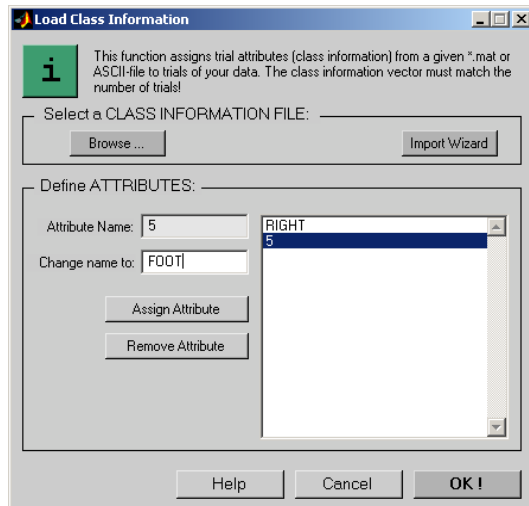 Load Class Information
i
This function assigns trial attributes (class information) from a given *.mat or
ASCII-file to trials of your data. The class information vector must match the
number of trials!
Select a CLASS INFORMATION FILE:
Browse ...
Import Wizard
Define ATTRIBUTES:
Attribute Name:
5
Change name to:
FOOT
Assign Attribute
Remove Attribute
RIGHT
5
Help
Cancel
OK !